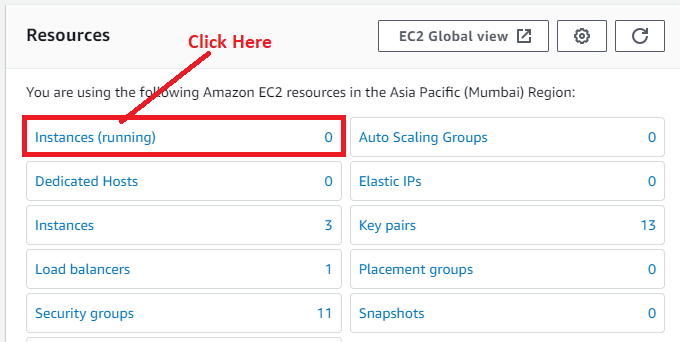 Resources
Click Here
EC2 Global view
You are using the following Amazon EC2 resources in the Asia Pacific (Mumbai) Region:
Instances (running) 0
Auto Scaling Groups 0
Dedicated Hosts 0
Elastic IPs 0
Instances 3
Key pairs 13
Load balancers 1
Placement groups 0
Security groups 11
Snapshots 0